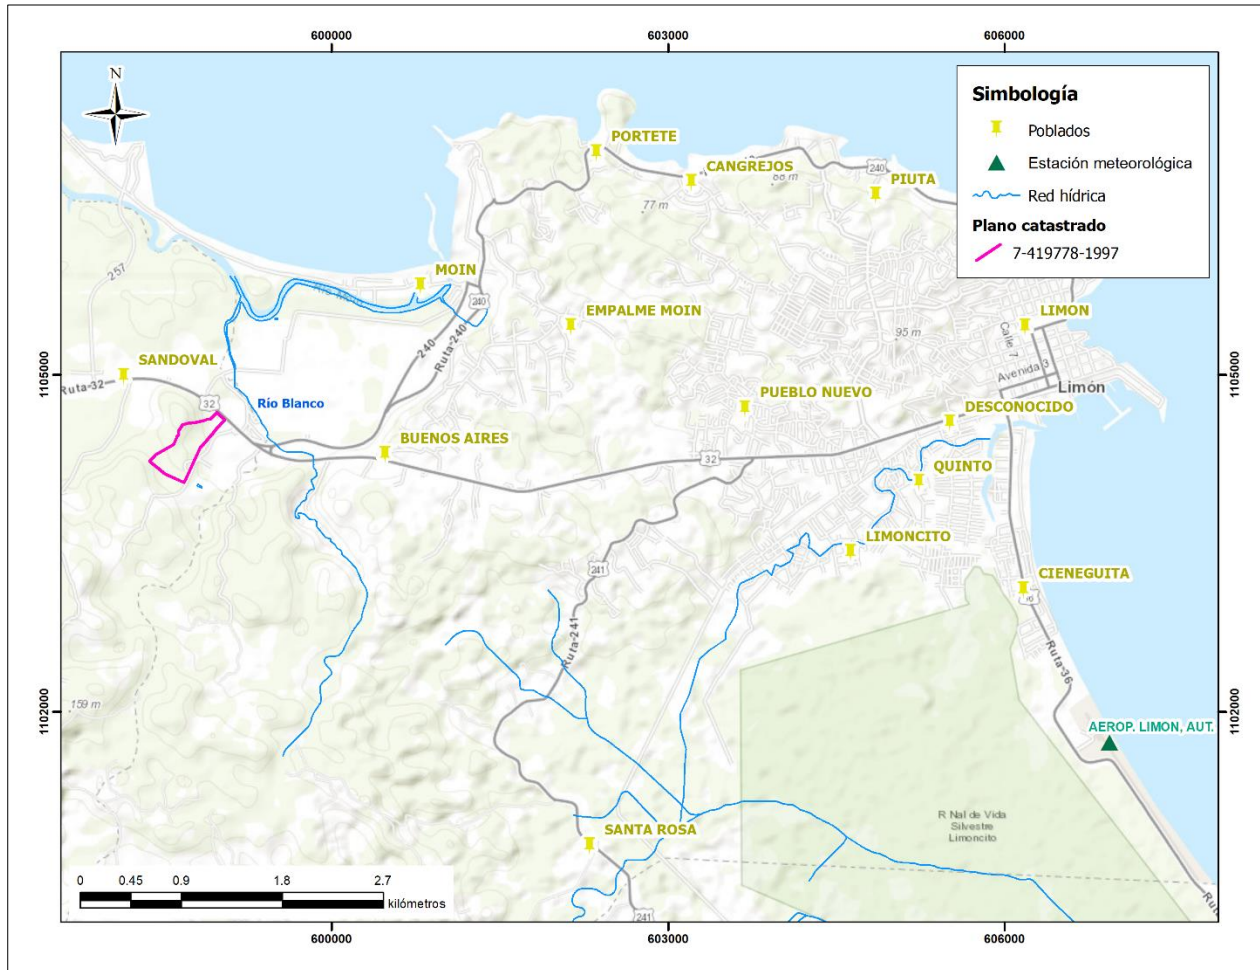 600000
603000
606000
N
Simbología
Poblados
Estación meteorológica
Red hídrica
Plano catastrado
7-419778-1997
PORTETE
CANGREJOS
240
88 m
PIUTA
77 m
257
MOIN
240
EMPALME MOIN
95 m
Calle 7
LIMON
240
Ruta-240
SANDOVAL
Avenida 3
1105000
1105000
Ruta-32
Limón
32
Río Blanco
PUEBLO NUEVO
DESCONOCIDO
BUENOS AIRES
32
QUINTO
LIMONCITO
241
CIENEGUITA
Ruta-241
Ruta-36
159 m
1102000
1102000
AEROP. LIMON, AUT.
R Nal de Vida
Silvestre
Limoncito
SANTA ROSA
0 0.45 0.9 1.8 2.7
kilómetros
241
600000
603000
606000